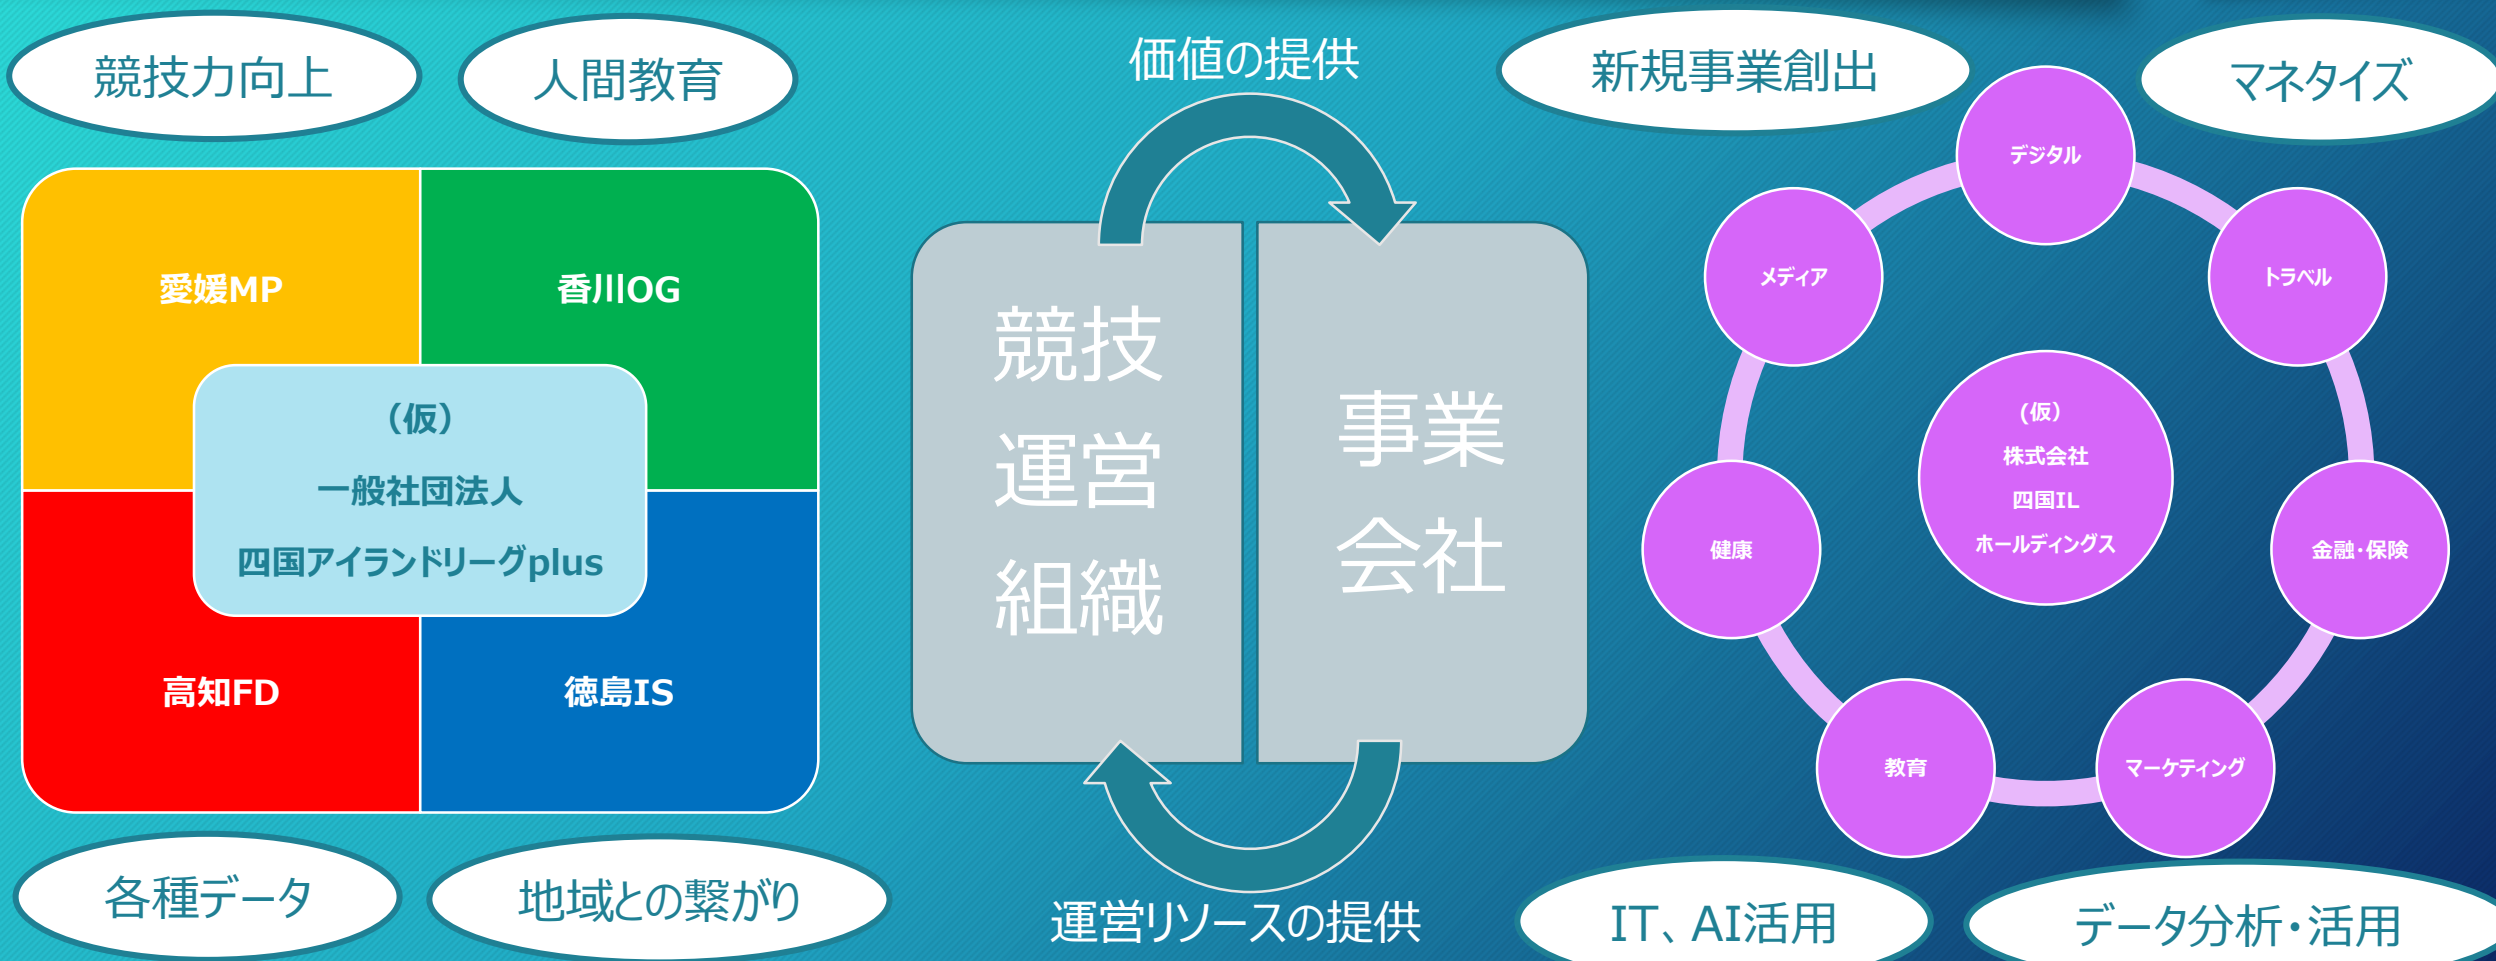 競技力向上
人間教育
価値の提供
新規事業創出
マネタイズ
愛媛MP
香川OG
(仮)
一般社団法人
四国アイランドリーグplus
高知FD
徳島IS
競技
運営
組織
事業
会社
デジタル
メディア
トラベル
(仮)
株式会社
四国IL
ホールディングス
健康
金融・保険
教育
マーケティング
各種データ
地域との繋がり
運営リソースの提供
IT、AI活用
データ分析・活用